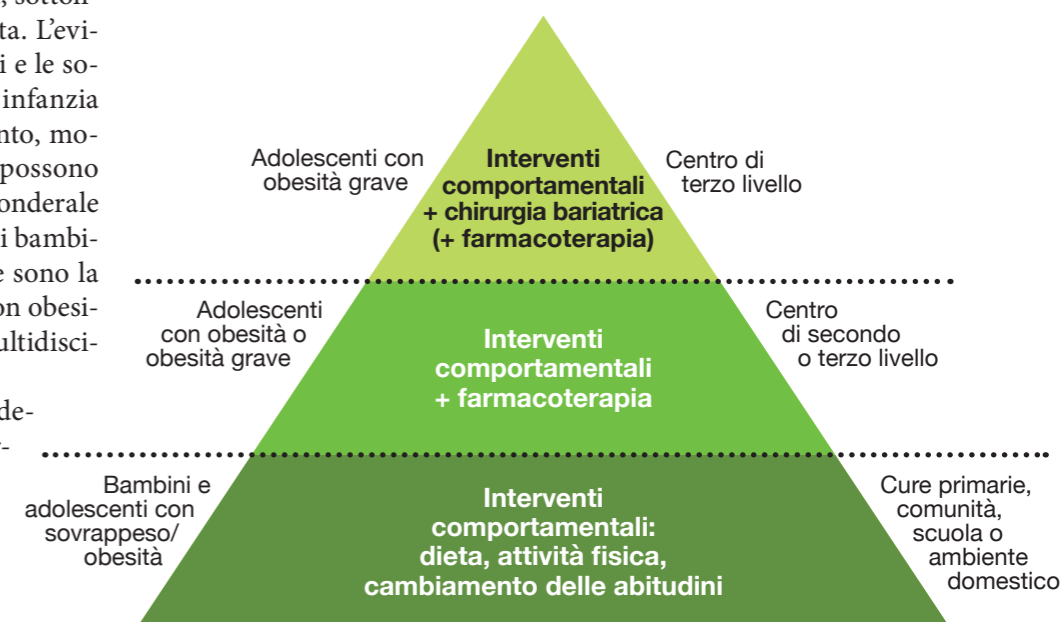 , sotton-
ta. L’evi-
i e le so-
infanzia
nto, mo-
possono
onderale
i bambi-
e sono la
on obesi-
ultidisci-
de-
Adolescenti con
obesità grave
Interventi
comportamentali
+ chirurgia bariatrica
(+ farmacoterapia)
Centro di
terzo livello
Adolescenti
con obesità o
obesità grave
Interventi
comportamentali
+ farmacoterapia
Centro
di secondo
o terzo livello
Bambini e
adolescenti con
sovrappeso/
obesità
Interventi
comportamentali:
dieta, attività fisica,
cambiamento delle abitudini
Cure primarie,
comunità,
scuola o
ambiente
domestico